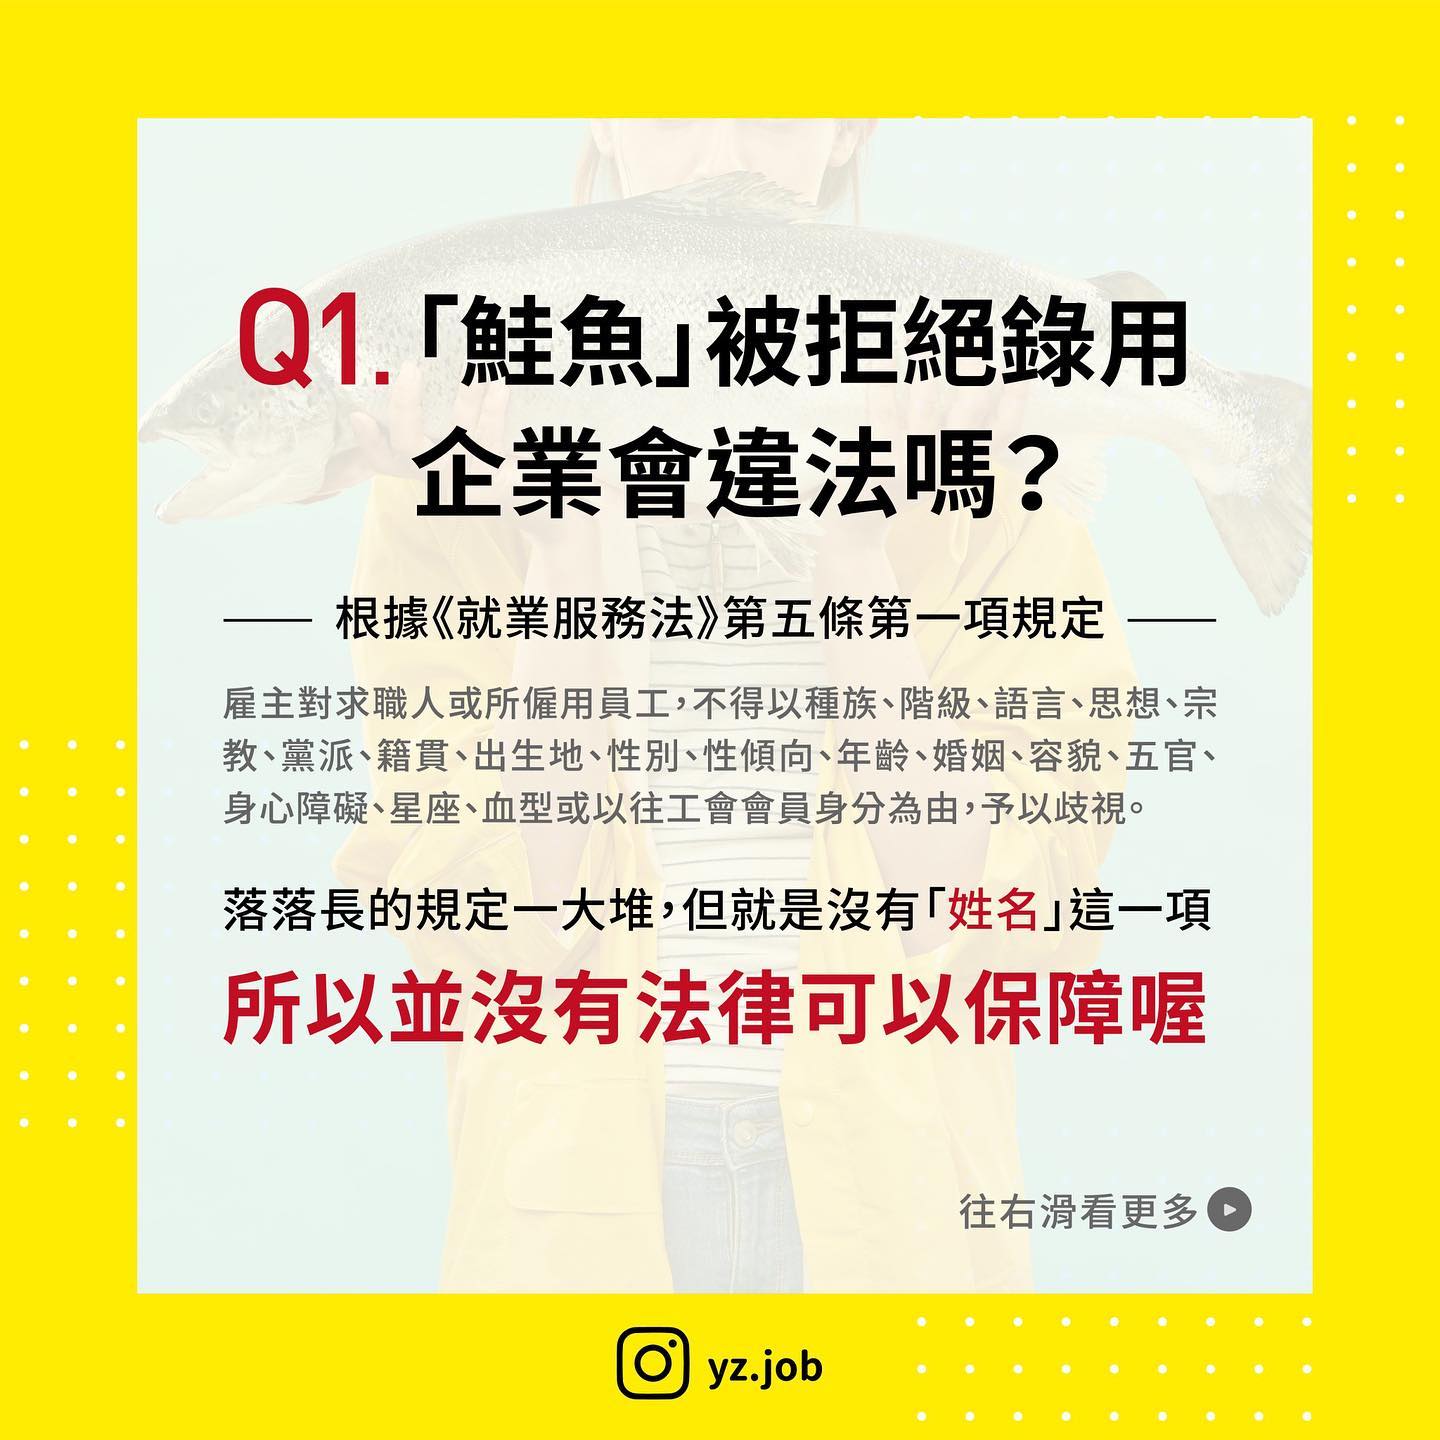 Q1.「鮭魚」被拒絕錄用
企業會違法嗎？
根據《就業服務法》第五條第一項規定
雇主對求職人或所僱用員工，不得以種族、階級、語言、思想、宗
教、黨派、籍貫、出生地、性別、性傾向、年齡、婚姻、容貌、五官、
身心障礙、星座、血型或以往工會會員身分為由，予以歧視。
落落長的規定一大堆，但就是沒有「姓名」這一項
所以並沒有法律可以保障喔
往右滑看更多
yz.job